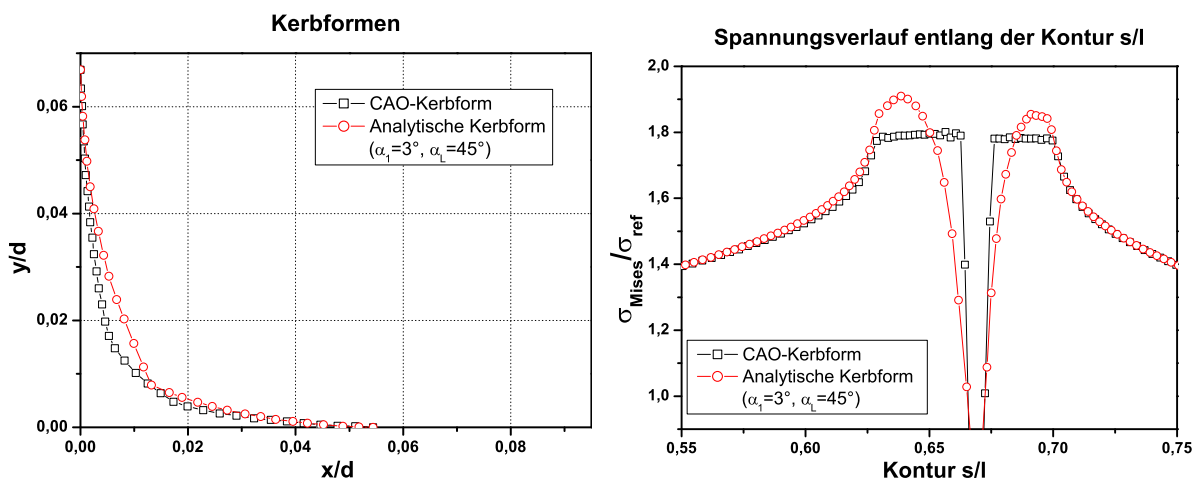 Kerbformen
0,06
0,04
0,02
0,00
y/d
CAO-Kerbform
Analytische Kerbform
(α1=3°, αL=45°)
0,00 0,02 0,04 0,06 0,08
x/d
Spannungsverlauf entlang der Kontur s/l
2,0
1,8
1,6
1,4
1,2
1,0
σMises/σref
CAO-Kerbform
Analytische Kerbform
(α1=3°, αL=45°)
0,55 0,60 0,65 0,70 0,75
Kontur s/l